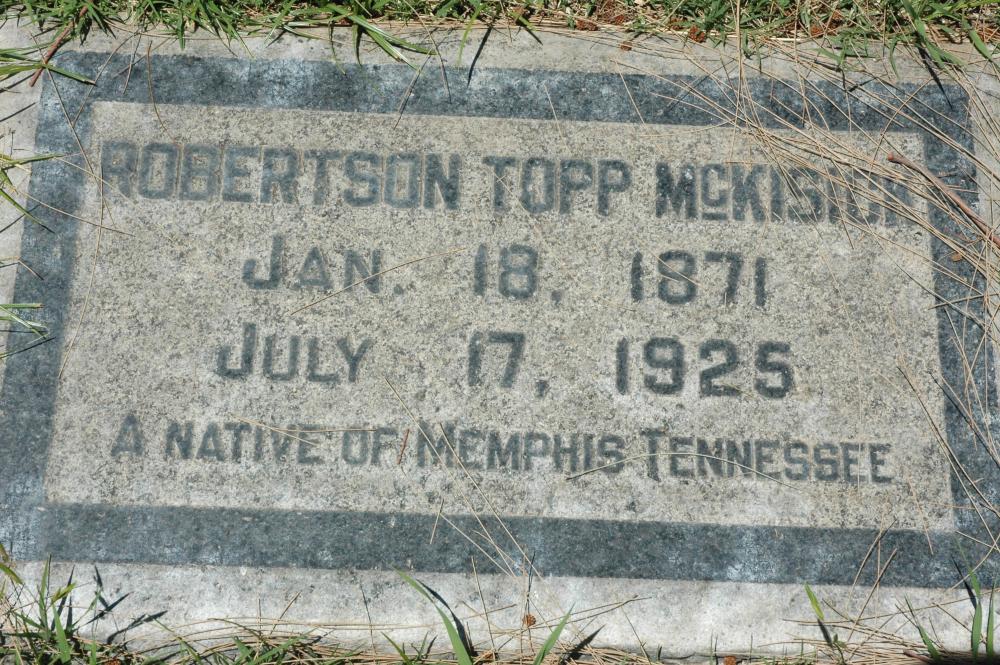 ROBERTSON TOPP McKISICK
JAN. 18, 1871
JULY 17, 1925
A NATIVE OF MEMPHIS TENNESSEE